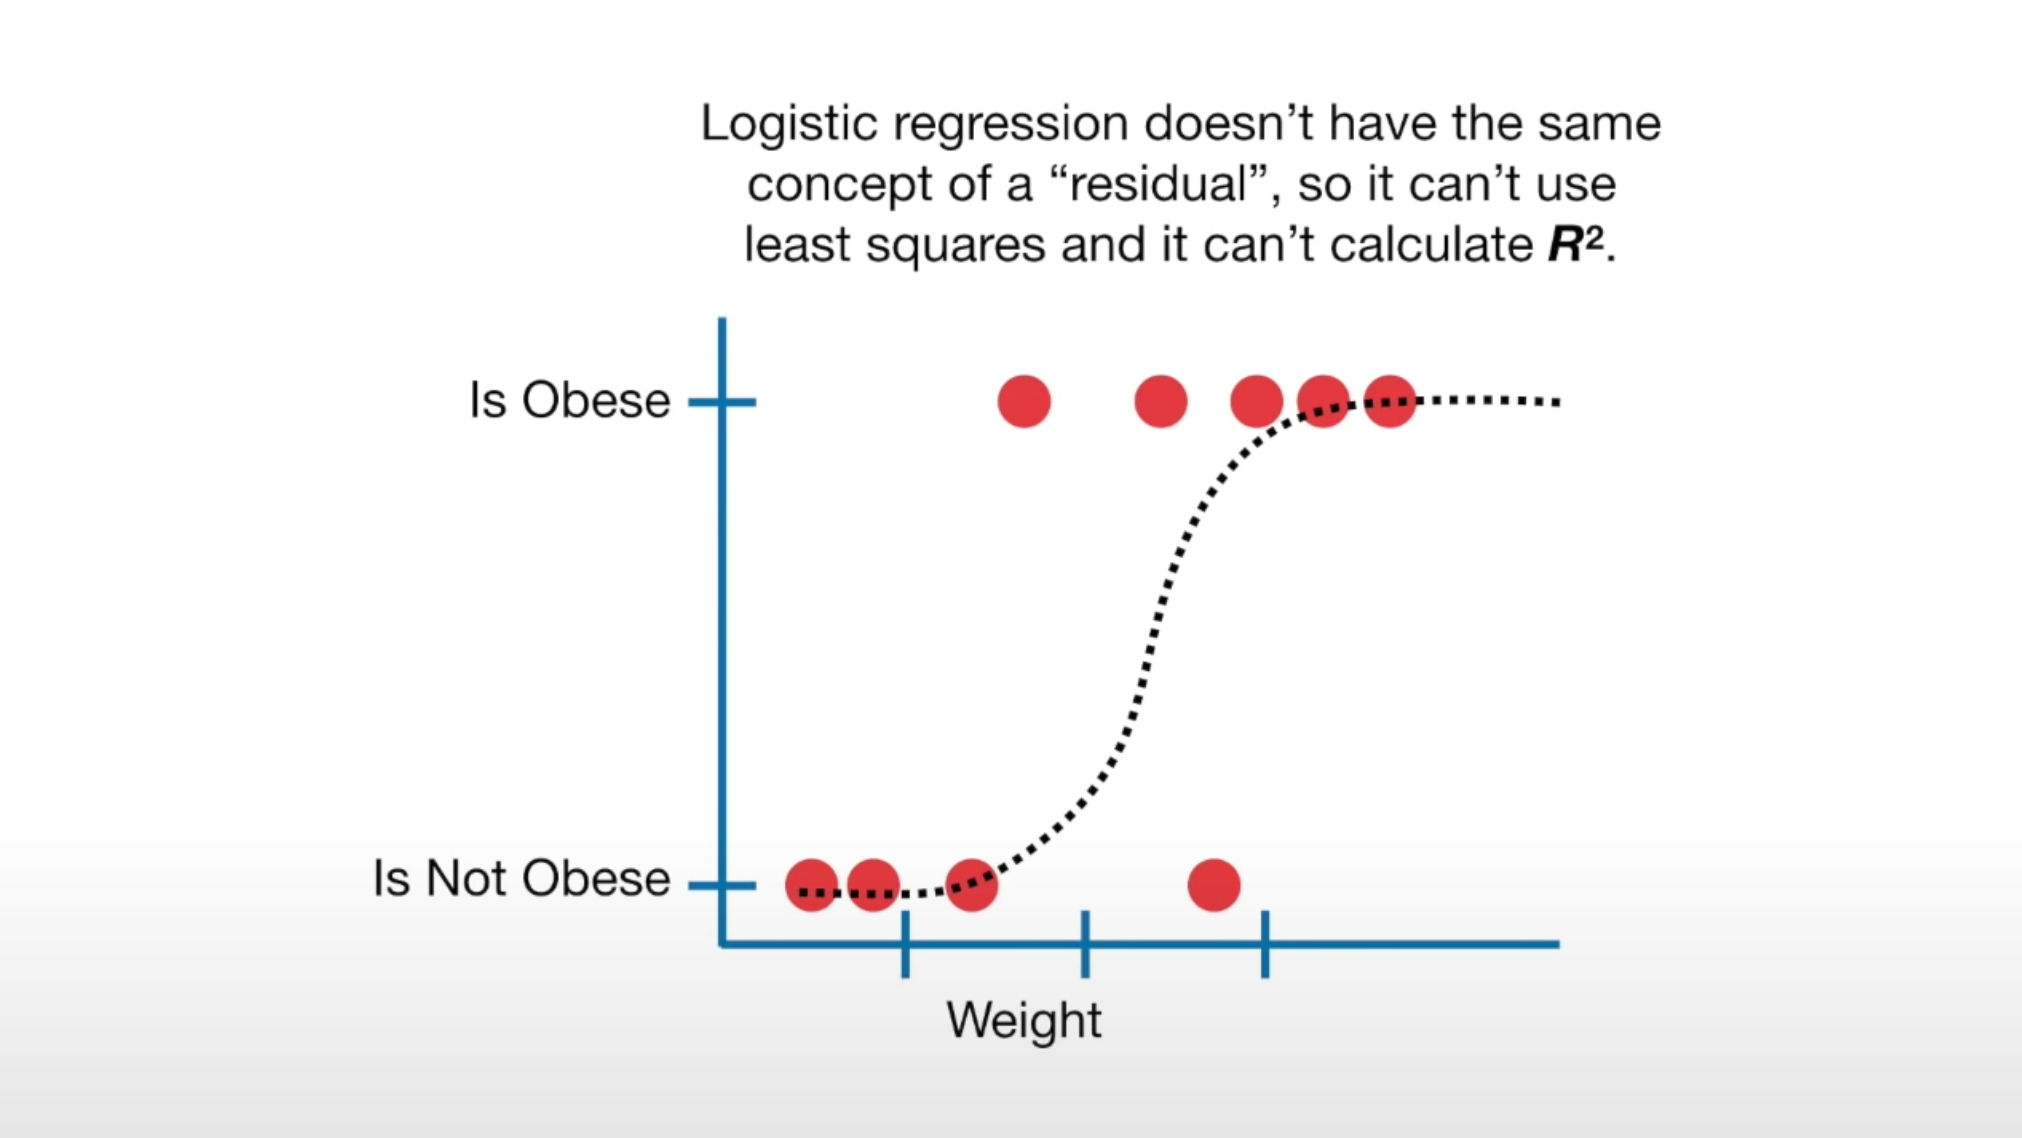 Logistic regression doesn’t have the same
concept of a “residual”, so it can’t use
least squares and it can’t calculate R².
Is Obese
Is Not Obese
Weight